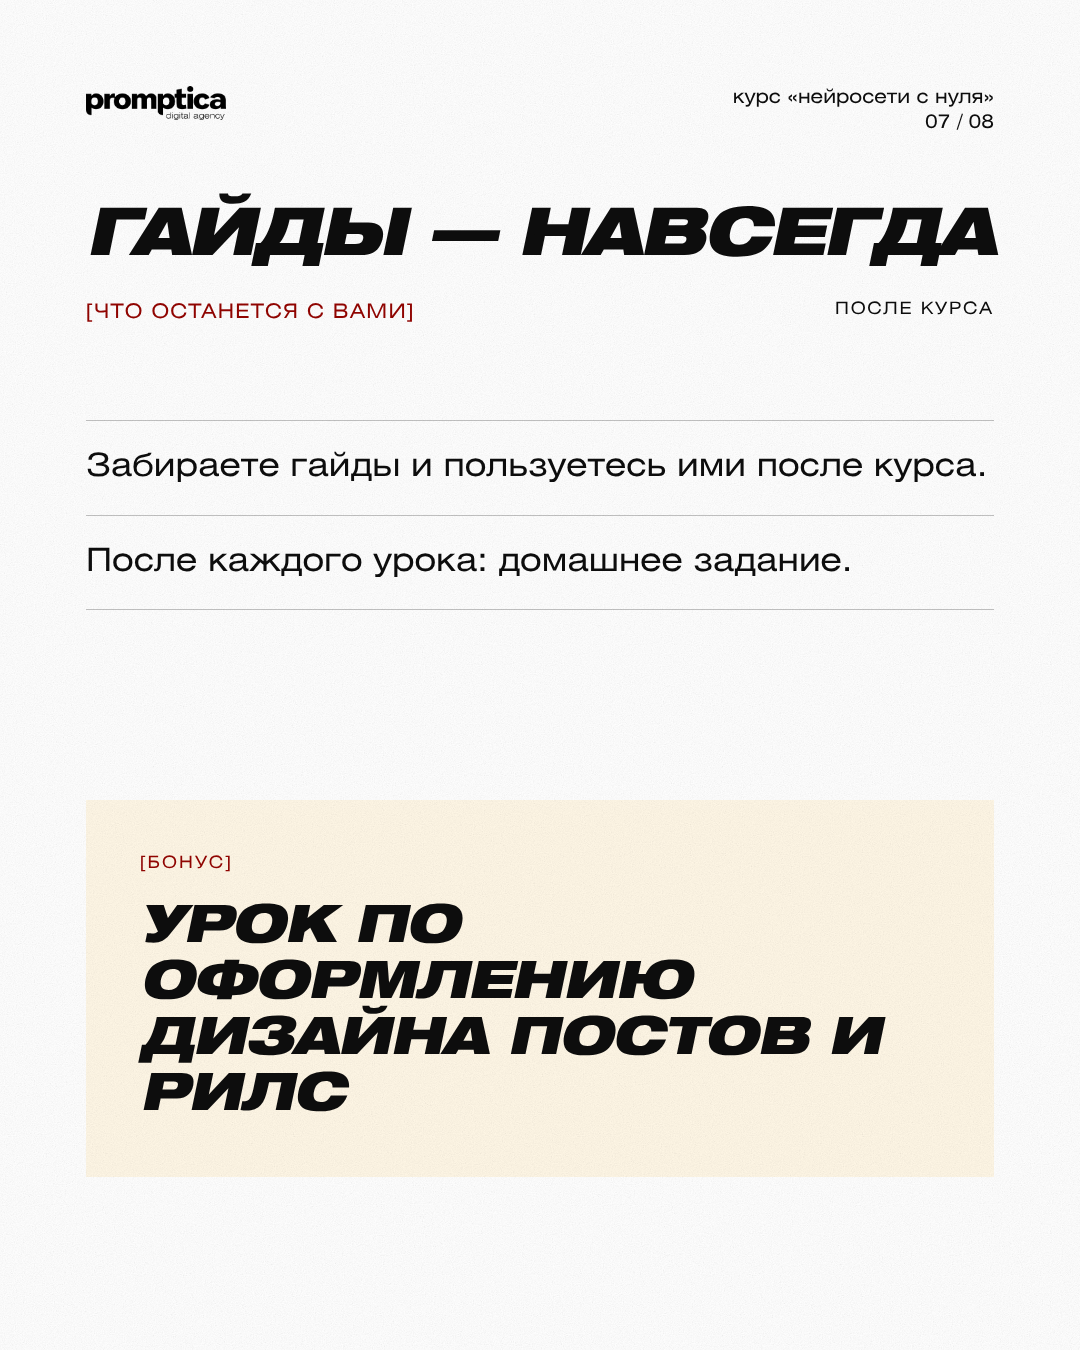 promptica
digital agency
курс «нейросети с нуля»
07 / 08
ГАЙДЫ — НАВСЕГДА
[ЧТО ОСТАНЕТСЯ С ВАМИ]
ПОСЛЕ КУРСА
Забираете гайды и пользуетесь ими после курса.
После каждого урока: домашнее задание.
[БОНУС]
УРОК ПО
ОФОРМЛЕНИЮ
ДИЗАЙНА ПОСТОВ И
РИЛС